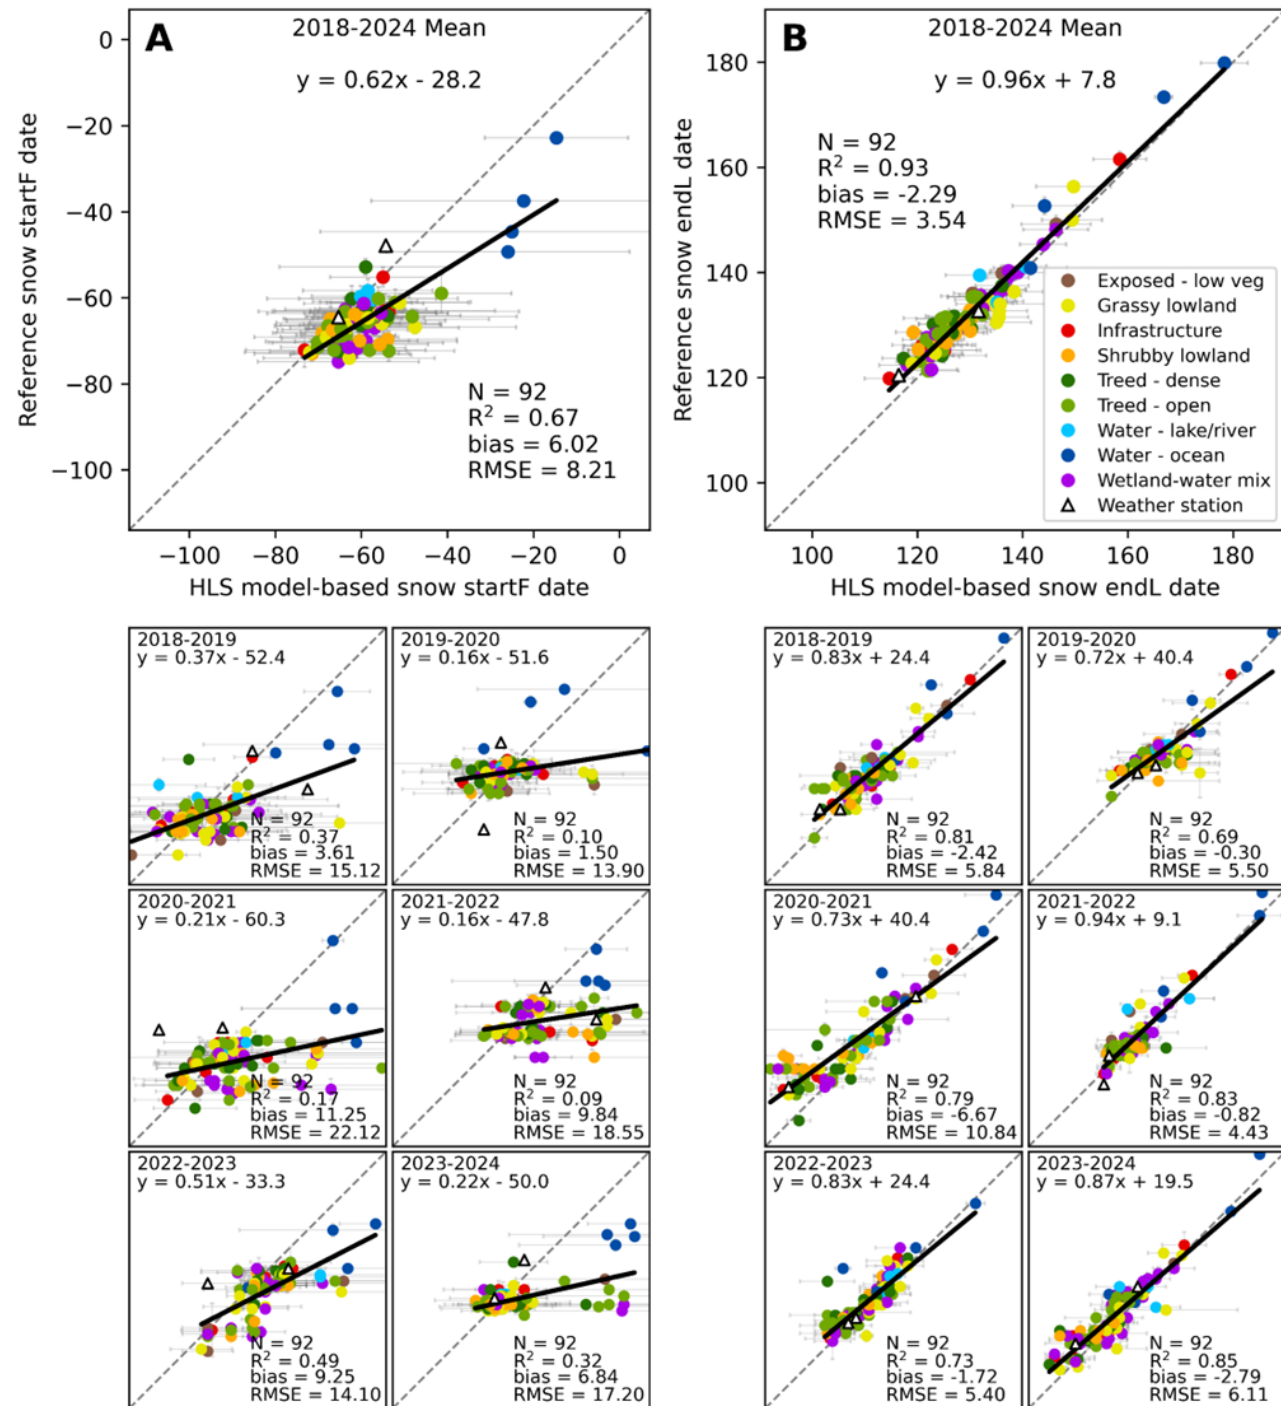 A
2018-2024 Mean
y = 0.62x - 28.2
N = 92
R² = 0.67
bias = 6.02
RMSE = 8.21
Reference snow startF date
0
−20
−40
−60
−80
−100
−100 −80 −60 −40 −20 0
HLS model-based snow startF date
B
2018-2024 Mean
y = 0.96x + 7.8
N = 92
R² = 0.93
bias = -2.29
RMSE = 3.54
Reference snow endL date
180
160
140
120
100
100 120 140 160 180
HLS model-based snow endL date
Exposed - low veg
Grassy lowland
Infrastructure
Shrubby lowland
Treed - dense
Treed - open
Water - lake/river
Water - ocean
Wetland-water mix
Weather station
2018-2019
y = 0.37x - 52.4
N = 92
R² = 0.37
bias = 3.61
RMSE = 15.12
2019-2020
y = 0.16x - 51.6
N = 92
R² = 0.10
bias = 1.50
RMSE = 13.90
2018-2019
y = 0.83x + 24.4
N = 92
R² = 0.81
bias = -2.42
RMSE = 5.84
2019-2020
y = 0.72x + 40.4
N = 92
R² = 0.69
bias = -0.30
RMSE = 5.50
2020-2021
y = 0.21x - 60.3
N = 92
R² = 0.17
bias = 11.25
RMSE = 22.12
2021-2022
y = 0.16x - 47.8
N = 92
R² = 0.09
bias = 9.84
RMSE = 18.55
2020-2021
y = 0.73x + 40.4
N = 92
R² = 0.79
bias = -6.67
RMSE = 10.84
2021-2022
y = 0.94x + 9.1
N = 92
R² = 0.83
bias = -0.82
RMSE = 4.43
2022-2023
y = 0.51x - 33.3
N = 92
R² = 0.49
bias = 9.25
RMSE = 14.10
2023-2024
y = 0.22x - 50.0
N = 92
R² = 0.32
bias = 6.84
RMSE = 17.20
2022-2023
y = 0.83x + 24.4
N = 92
R² = 0.73
bias = -1.72
RMSE = 5.40
2023-2024
y = 0.87x + 19.5
N = 92
R² = 0.85
bias = -2.79
RMSE = 6.11